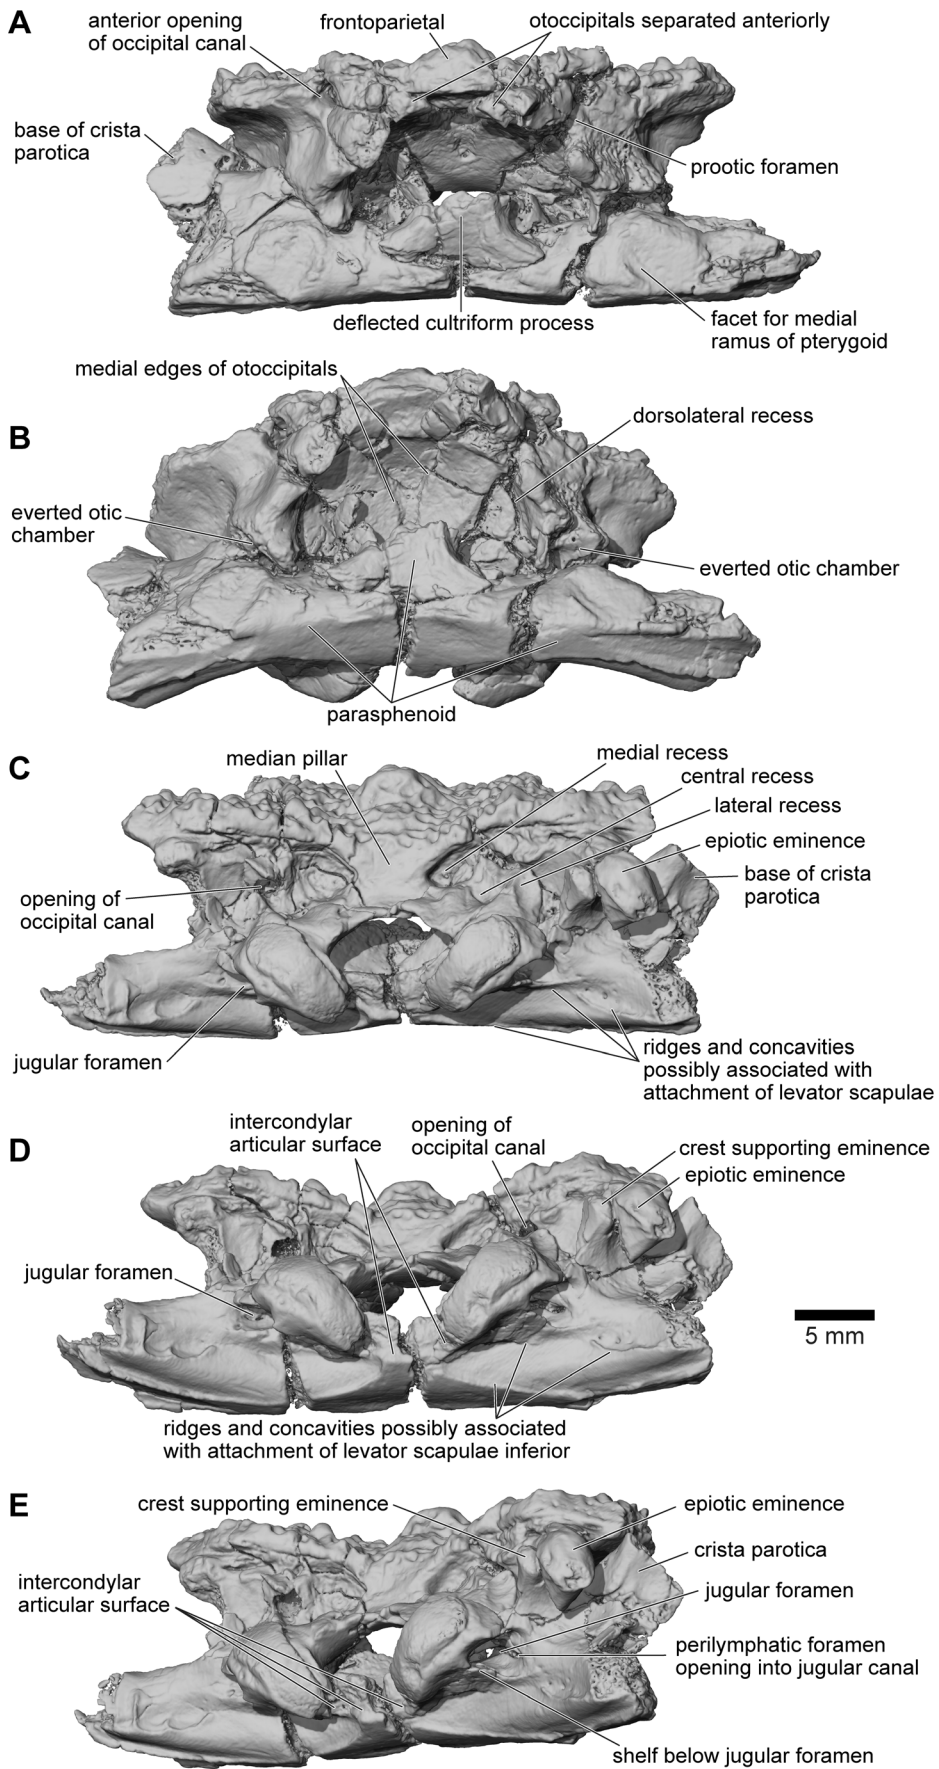 A
anterior opening
of occipital canal
frontoparietal
otoccipitals separated anteriorly
base of crista
parotica
prootic foramen
deflected cultriform process
facet for medial
ramus of pterygoid
B
medial edges of otoccipitals
dorsolateral recess
everted otic
chamber
everted otic chamber
parasphenoid
C
median pillar
medial recess
central recess
lateral recess
epiotic eminence
base of crista
parotica
opening of
occipital canal
jugular foramen
ridges and concavities
possibly associated with
attachment of levator scapulae
D
intercondylar
articular surface
opening of
occipital canal
crest supporting eminence
epiotic eminence
jugular foramen
5 mm
ridges and concavities possibly associated
with attachment of levator scapulae inferior
E
crest supporting eminence
epiotic eminence
crista parotica
intercondylar
articular surface
jugular foramen
perilymphatic foramen
opening into jugular canal
shelf below jugular foramen